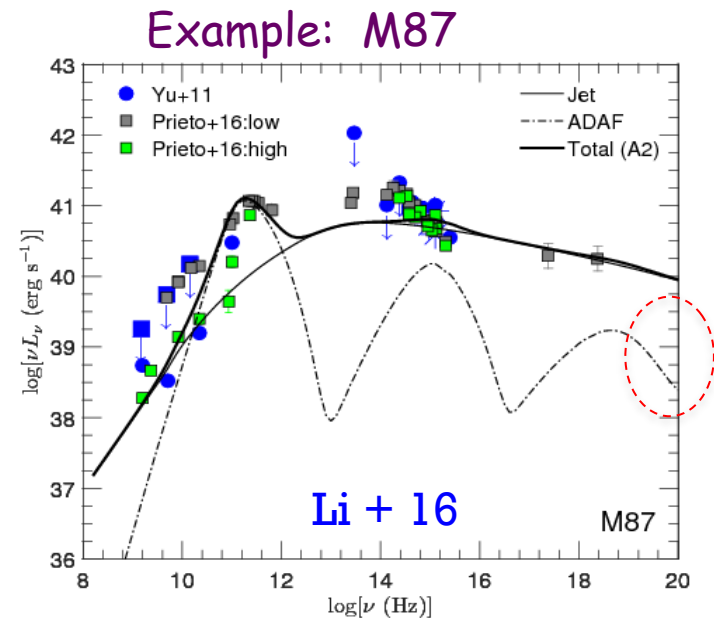 Example: M87
43
42
41
40
39
38
37
36
log[νLν (erg s⁻¹)]
Yu+11
Prieto+16:low
Prieto+16:high
Jet
ADAF
Total (A2)
Li + 16
M87
8 10 12 14 16 18 20
log[ν (Hz)]